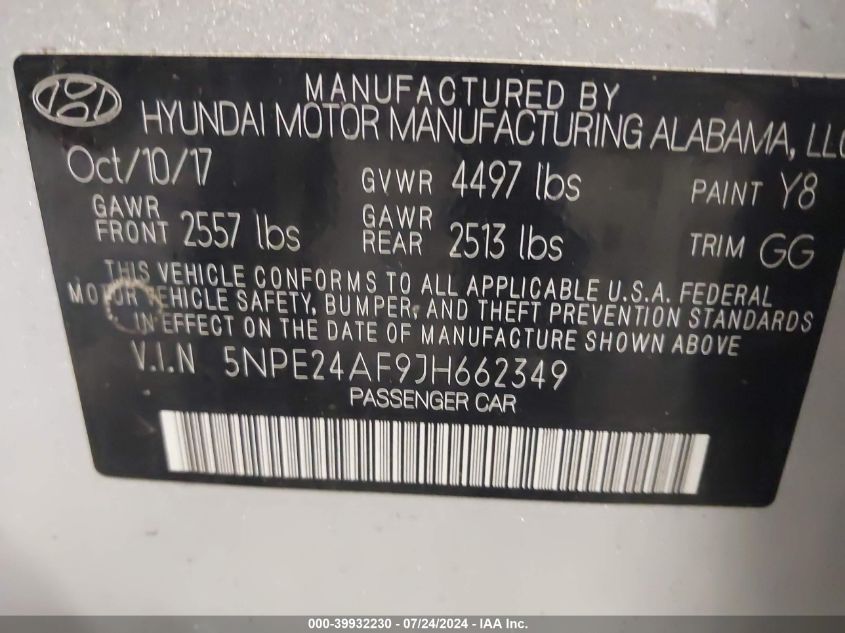 MANUFACTURED BY
HYUNDAI MOTOR MANUFACTURING ALABAMA, LLC
Oct/10/17 GVWR 4497 lbs PAINT Y8
GAWR FRONT 2557 lbs GAWR REAR 2513 lbs TRIM GG
THIS VEHICLE CONFORMS TO ALL APPLICABLE U.S.A. FEDERAL
MOTOR VEHICLE SAFETY, BUMPER, AND THEFT PREVENTION STANDARDS
IN EFFECT ON THE DATE OF MANUFACTURE SHOWN ABOVE
V.I.N 5NPE24AF9JH662349
PASSENGER CAR
000-39932230 - 07/24/2024 - IAA Inc.